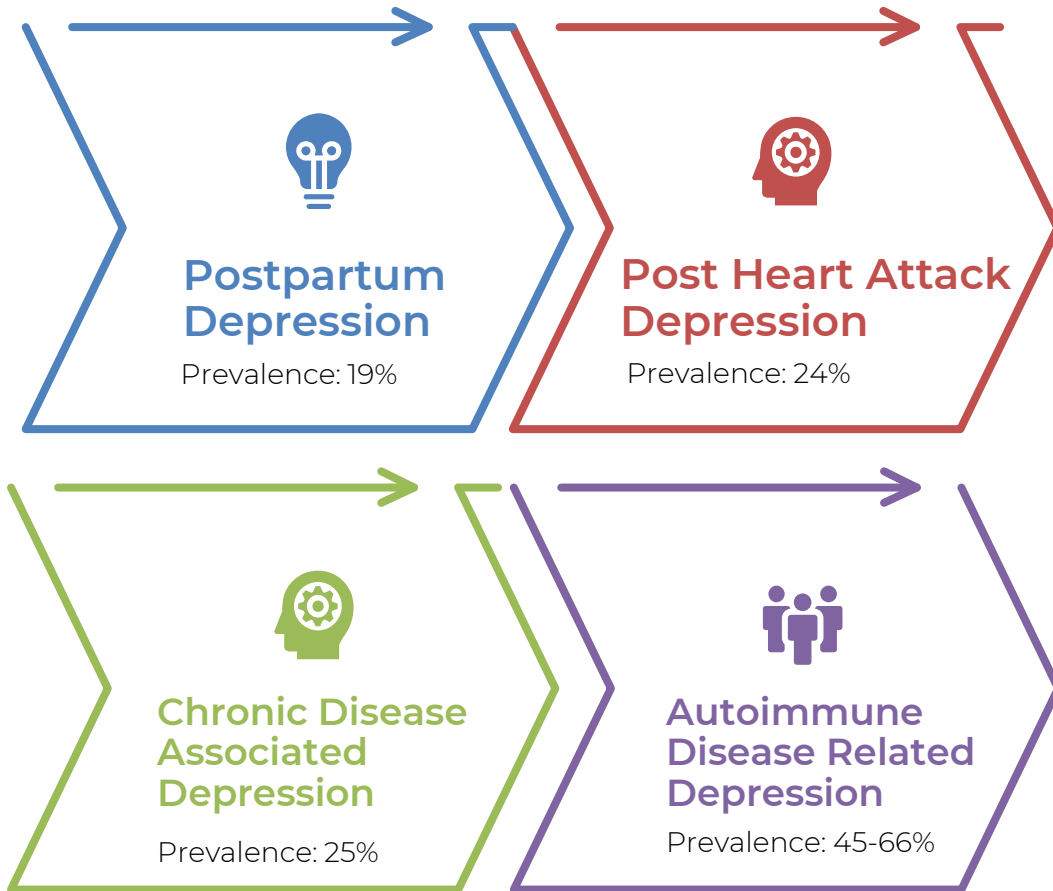 Postpartum
Depression
Prevalence: 19%
Post Heart Attack
Depression
Prevalence: 24%
Chronic Disease
Associated
Depression
Prevalence: 25%
Autoimmune
Disease Related
Depression
Prevalence: 45-66%